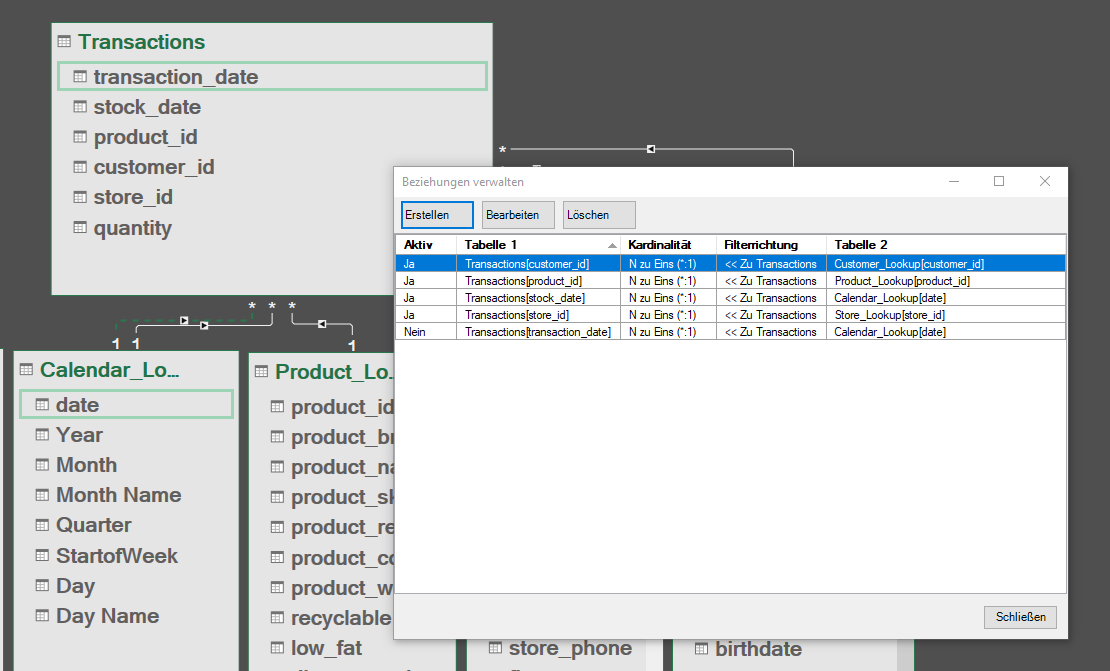 Transactions
transaction_date
stock_date
product_id
customer_id
store_id
quantity
*
* * *
1 1 1
Calendar_Lo...
date
Year
Month
Month Name
Quarter
StartofWeek
Day
Day Name
Product_Lo...
product_id
product_br
product_na
product_sk
product_re
product_co
product_w
recyclable
low_fat
store_phone
birthdate
Beziehungen verwalten
Erstellen Bearbeiten Löschen
Aktiv Tabelle 1 Kardinalität Filterrichtung Tabelle 2
Ja Transactions[customer_id] N zu Eins (*:1) << Zu Transactions Customer_Lookup[customer_id]
Ja Transactions[product_id] N zu Eins (*:1) << Zu Transactions Product_Lookup[product_id]
Ja Transactions[stock_date] N zu Eins (*:1) << Zu Transactions Calendar_Lookup[date]
Ja Transactions[store_id] N zu Eins (*:1) << Zu Transactions Store_Lookup[store_id]
Nein Transactions[transaction_date] N zu Eins (*:1) << Zu Transactions Calendar_Lookup[date]
Schließen